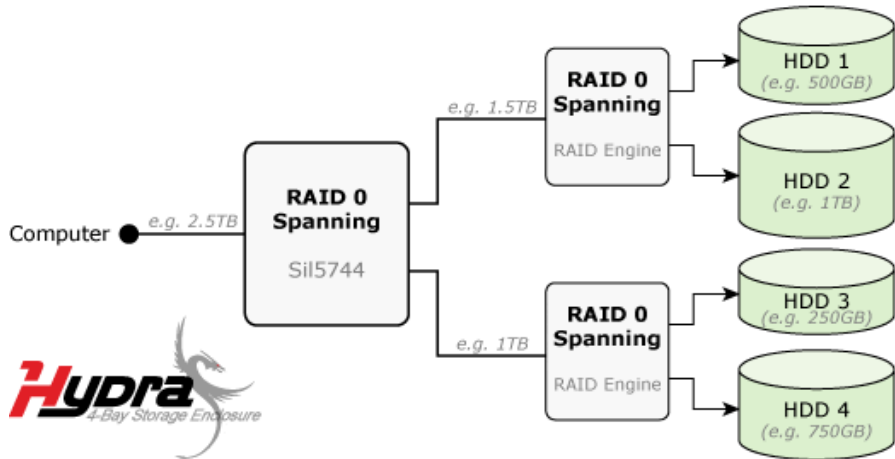 Computer
e.g. 2.5TB
RAID 0
Spanning
SiI5744
e.g. 1.5TB
RAID 0
Spanning
RAID Engine
HDD 1
(e.g. 500GB)
HDD 2
(e.g. 1TB)
e.g. 1TB
RAID 0
Spanning
RAID Engine
HDD 3
(e.g. 250GB)
HDD 4
(e.g. 750GB)
Hydra
4-Bay Storage Enclosure